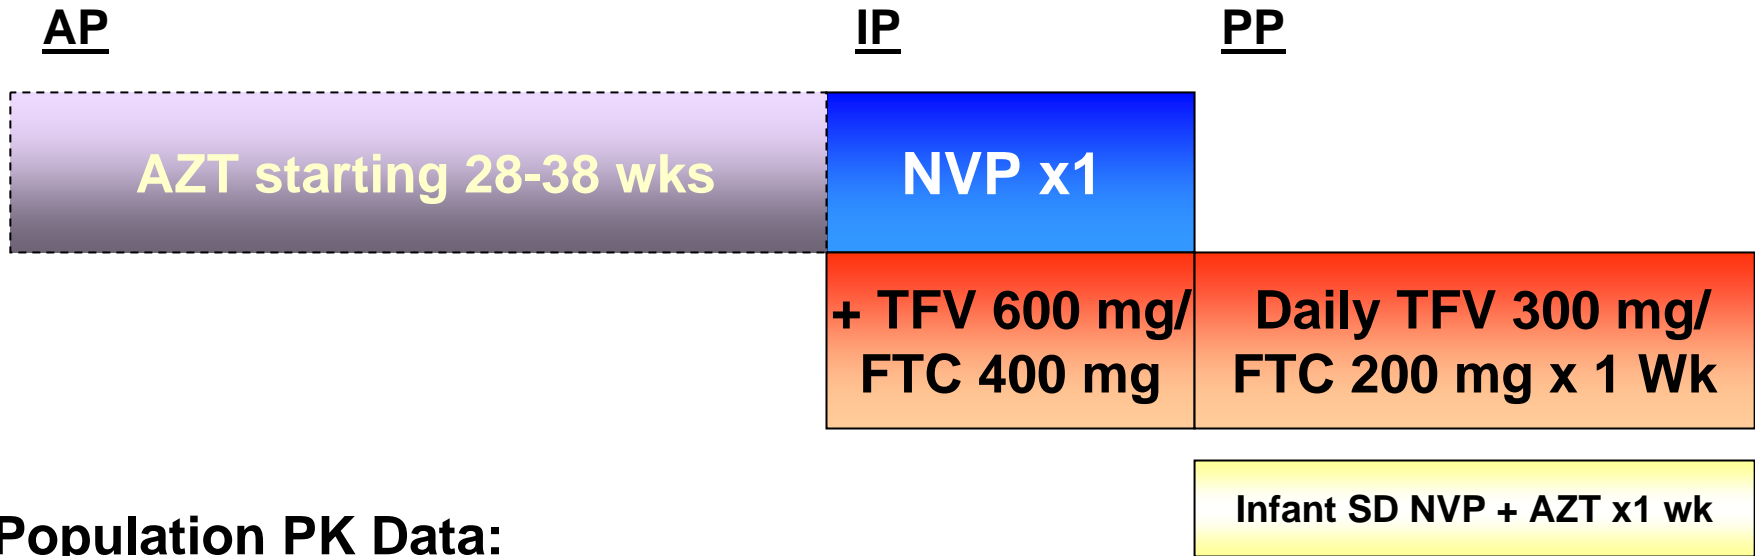 AP IP PP
AZT starting 28-38 wks
NVP x1
+ TFV 600 mg/
FTC 400 mg
Daily TFV 300 mg/
FTC 200 mg x 1 Wk
Infant SD NVP + AZT x1 wk
Population PK Data: